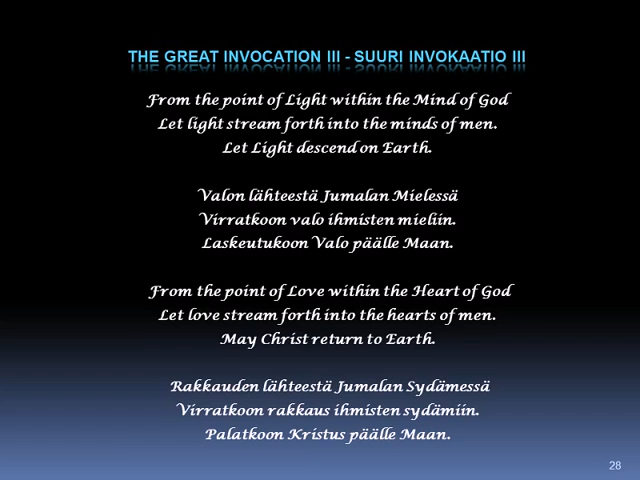 THE GREAT INVOCATION III - SUURI INVOKAATIO III
From the point of Light within the Mind of God
Let light stream forth into the minds of men.
Let Light descend on Earth.
Valon lähteestä Jumalan Mielessä
Virratkoon valo ihmisten mieliin.
Laskeutukoon Valo päälle Maan.
From the point of Love within the Heart of God
Let love stream forth into the hearts of men.
May Christ return to Earth.
Rakkauden lähteestä Jumalan Sydämessä
Virratkoon rakkaus ihmisten sydämiin.
Palatkoon Kristus päälle Maan.
28